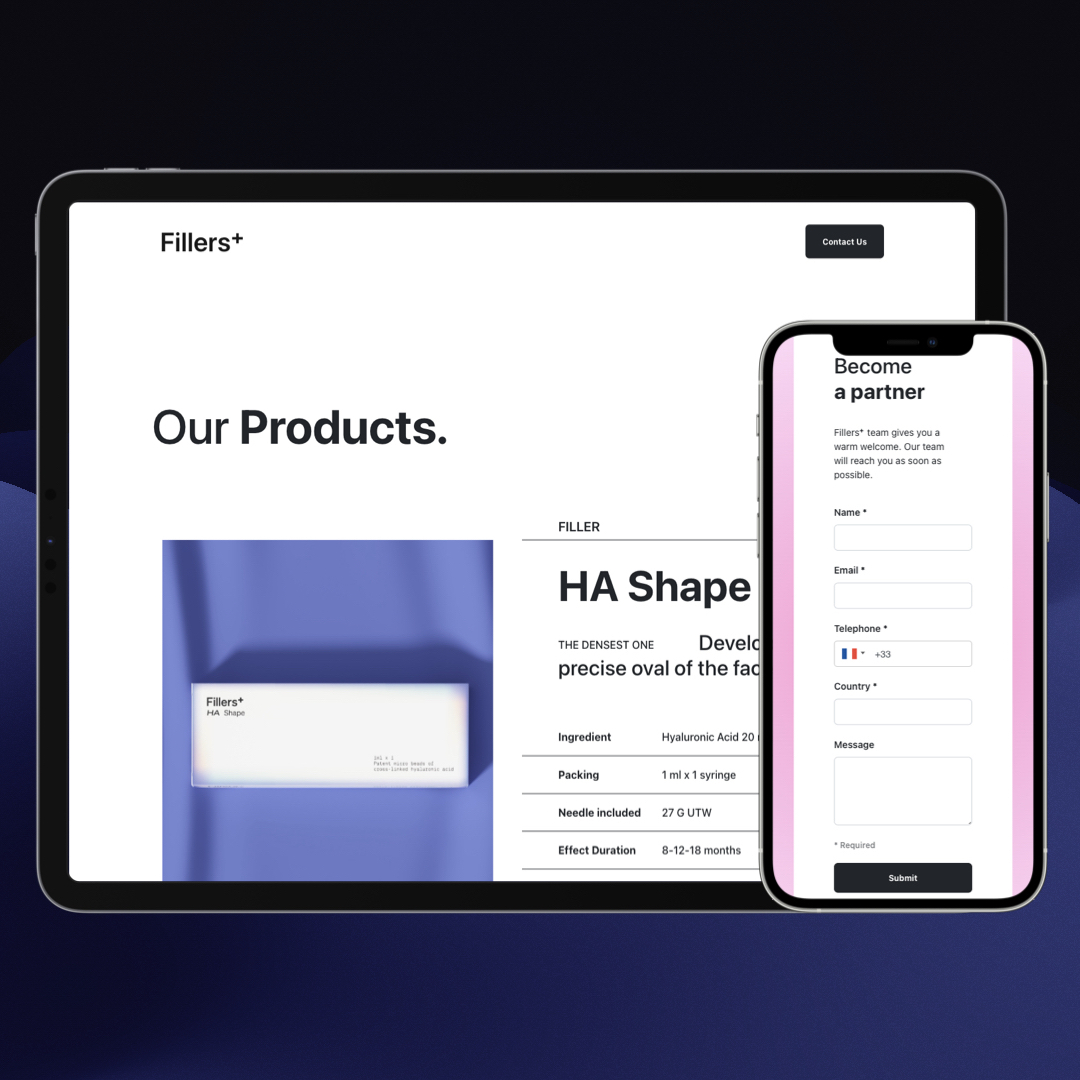 Fillers+
Contact Us
Our Products.
FILLER
HA Shape
THE DENSEST ONE Develo
precise oval of the fac
Ingredient Hyaluronic Acid 20
Packing 1 ml x 1 syringe
Needle included 27 G UTW
Effect Duration 8-12-18 months
Fillers+
HA Shape
1ml x 1
Patent micro beads of
cross-linked hyaluronic acid
Become
a partner
Fillers+ team gives you a
warm welcome. Our team
will reach you as soon as
possible.
Name *
Email *
Telephone *
+33
Country *
Message
* Required
Submit